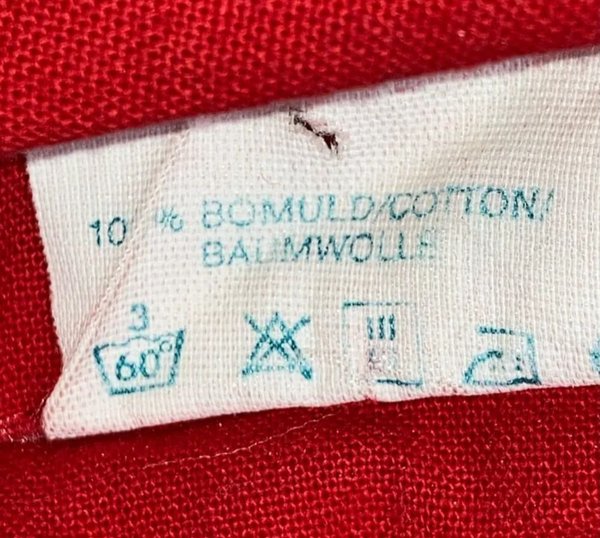 10 % BOMULD/COTTON/
BAUMWOLLE
3
60°